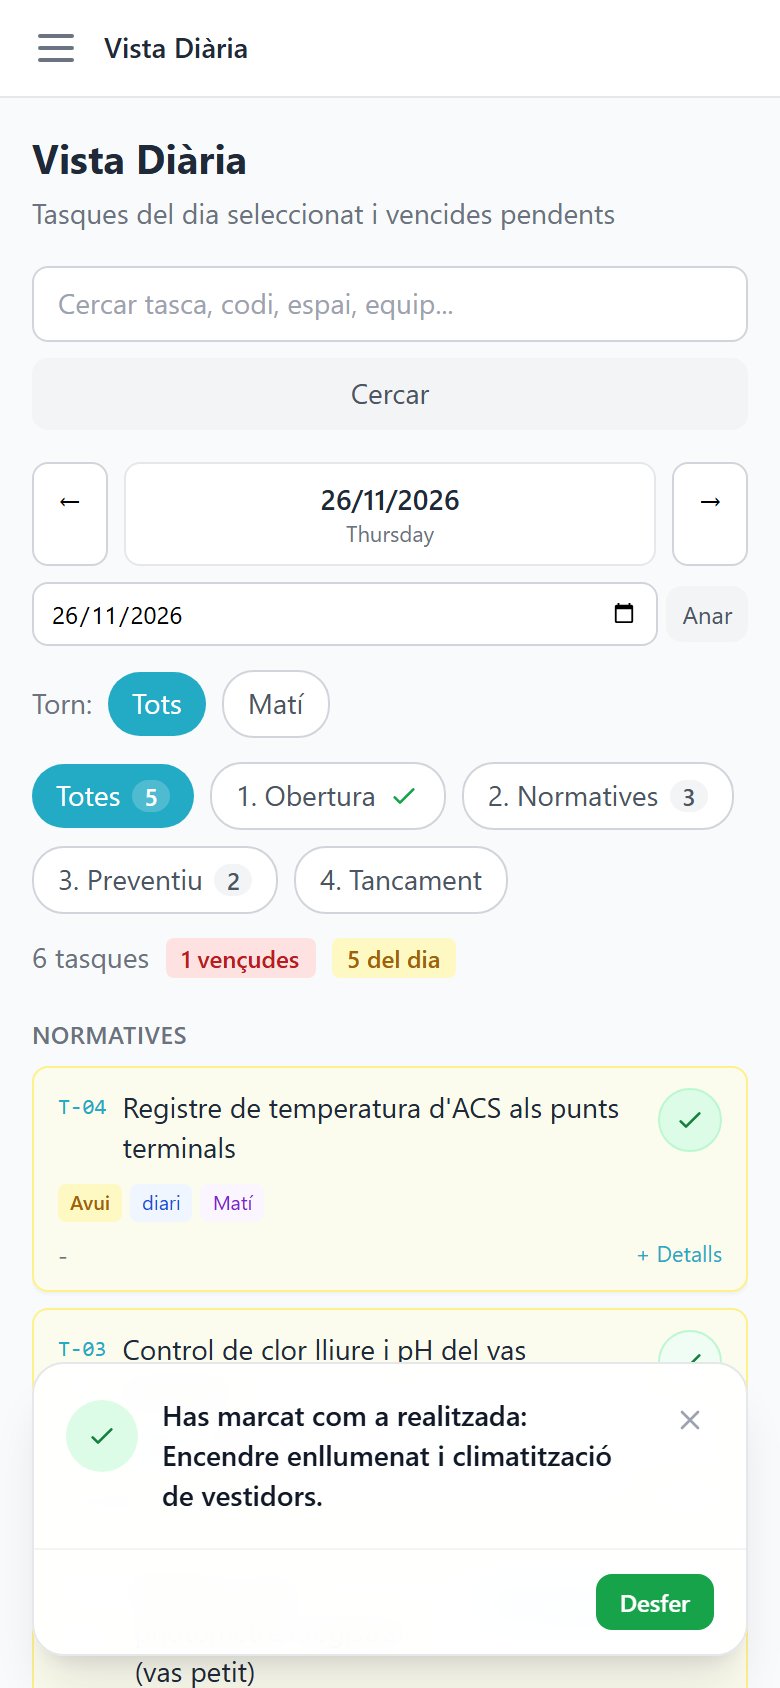 Vista Diària
Vista Diària
Tasques del dia seleccionat i vencides pendents
Cercar tasca, codi, espai, equip...
Cercar
←
26/11/2026
Thursday
→
26/11/2026
Anar
Torn:
Tots
Matí
Totes 5
1. Obertura ✓
2. Normatives 3
3. Preventiu 2
4. Tancament
6 tasques
1 vençudes
5 del dia
NORMATIVES
T-04 Registre de temperatura d'ACS als punts
terminals
Avui
diari
Matí
-
+ Detalls
T-03 Control de clor lliure i pH del vas
Has marcat com a realitzada:
Encendre enllumenat i climatització
de vestidors.
Desfer
(vas petit)